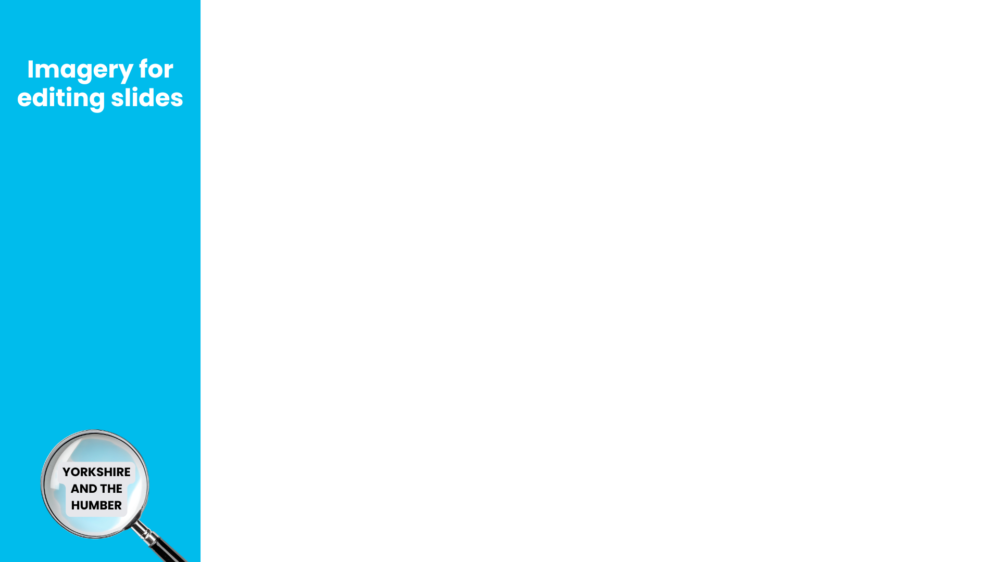 Imagery for
editing slides
YORKSHIRE
AND THE
HUMBER